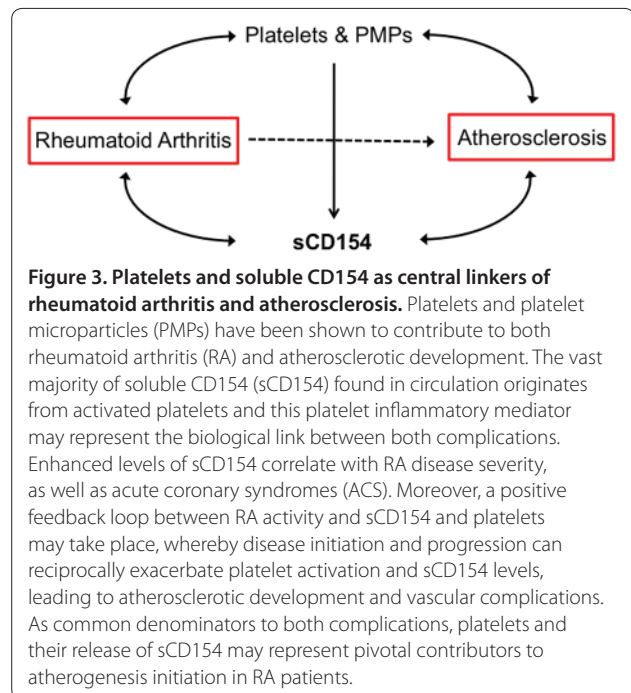 Platelets & PMPs
Rheumatoid Arthritis
Atherosclerosis
sCD154
Figure 3. Platelets and soluble CD154 as central linkers of
rheumatoid arthritis and atherosclerosis. Platelets and platelet
microparticles (PMPs) have been shown to contribute to both
rheumatoid arthritis (RA) and atherosclerotic development. The vast
majority of soluble CD154 (sCD154) found in circulation originates
from activated platelets and this platelet inflammatory mediator
may represent the biological link between both complications.
Enhanced levels of sCD154 correlate with RA disease severity,
as well as acute coronary syndromes (ACS). Moreover, a positive
feedback loop between RA activity and sCD154 and platelets
may take place, whereby disease initiation and progression can
reciprocally exacerbate platelet activation and sCD154 levels,
leading to atherosclerotic development and vascular complications.
As common denominators to both complications, platelets and
their release of sCD154 may represent pivotal contributors to
atherogenesis initiation in RA patients.